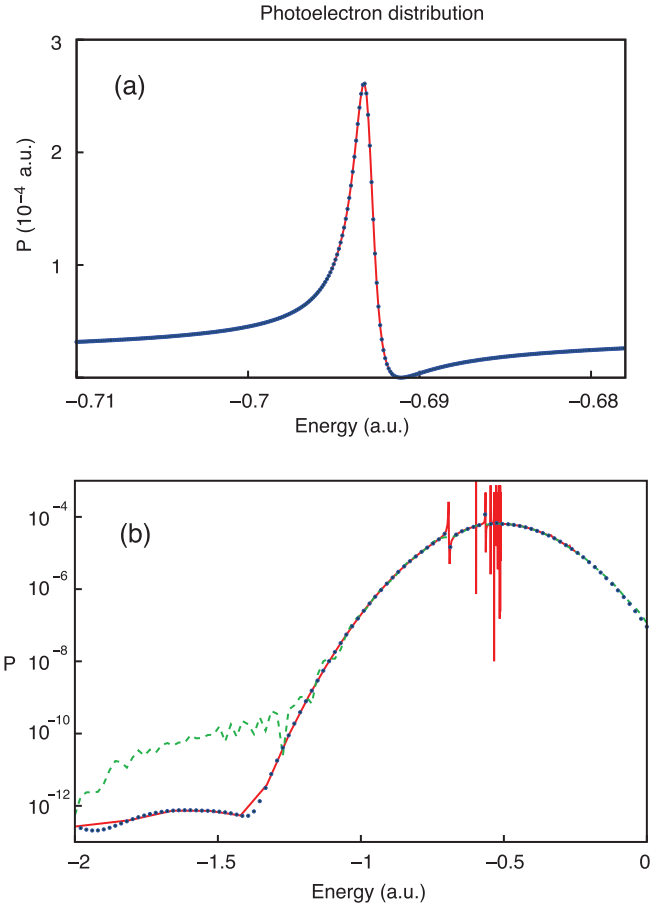 Photoelectron distribution
3
(a)
2
P (10⁻⁴ a.u.)
1
−0.71 −0.7 −0.69 −0.68
Energy (a.u.)
10⁻⁴
(b)
10⁻⁶
10⁻⁸
P
10⁻¹⁰
10⁻¹²
−2 −1.5 −1 −0.5 0
Energy (a.u.)